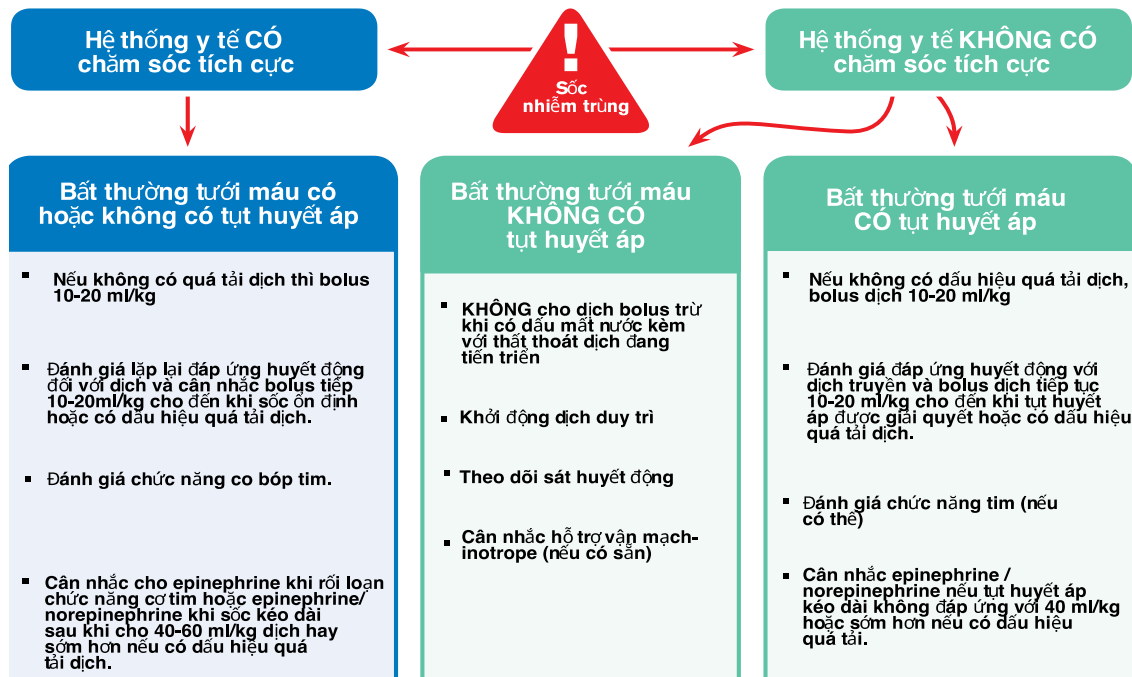 Hệ thống y tế CÓ
chăm sóc tích cực
!
Sốc
nhiễm trùng
Hệ thống y tế KHÔNG CÓ
chăm sóc tích cực
Bất thường tưới máu có
hoặc không có tụt huyết áp
▪ Nếu không có quá tải dịch thì bolus
10-20 ml/kg
▪ Đánh giá lặp lại đáp ứng huyết động
đối với dịch và cân nhắc bolus tiếp
10-20ml/kg cho đến khi sốc ổn định
hoặc có dấu hiệu quá tải dịch.
▪ Đánh giá chức năng co bóp tim.
▪ Cân nhắc cho epinephrine khi rối loạn
chức năng cơ tim hoặc epinephrine/
norepinephrine khi sốc kéo dài
sau khi cho 40-60 ml/kg dịch hay
sớm hơn nếu có dấu hiệu quá
tải dịch.
Bất thường tưới máu
KHÔNG CÓ
tụt huyết áp
▪ KHÔNG cho dịch bolus trừ
khi có dấu mất nước kèm
với thất thoát dịch đang
tiến triển
▪ Khởi động dịch duy trì
▪ Theo dõi sát huyết động
▪ Cân nhắc hỗ trợ vận mạch-
inotrope (nếu có sẵn)
Bất thường tưới máu
CÓ tụt huyết áp
▪ Nếu không có dấu hiệu quá tải dịch,
bolus dịch 10-20 ml/kg
▪ Đánh giá đáp ứng huyết động với
dịch truyền và bolus dịch tiếp tục
10-20 ml/kg cho đến khi tụt huyết
áp được giải quyết hoặc có dấu hiệu
quá tải dịch.
▪ Đánh giá chức năng tim (nếu
có thể)
▪ Cân nhắc epinephrine /
norepinephrine nếu tụt huyết áp
kéo dài không đáp ứng với 40 ml/kg
hoặc sớm hơn nếu có dấu hiệu
quá tải.